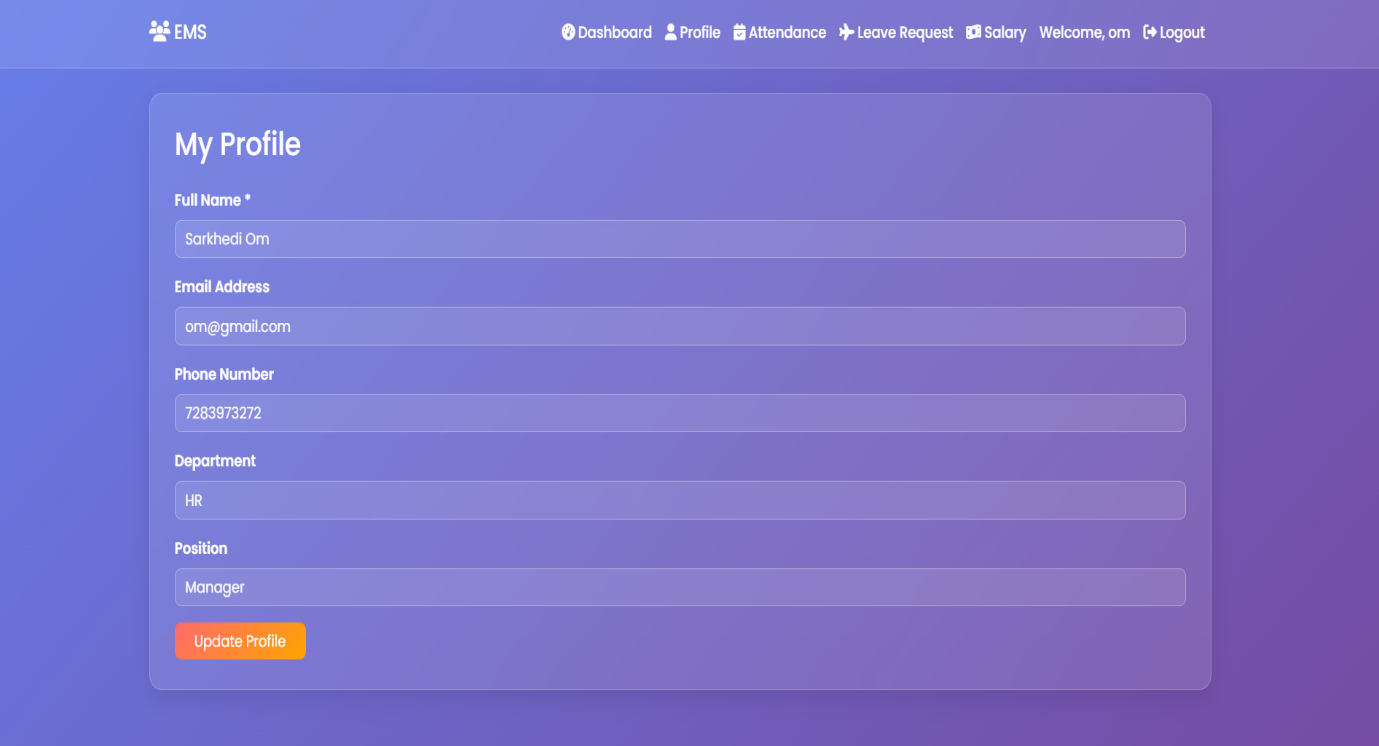 EMS
Dashboard Profile Attendance Leave Request Salary Welcome, om Logout
My Profile
Full Name *
Sarkhedi Om
Email Address
om@gmail.com
Phone Number
7283973272
Department
HR
Position
Manager
Update Profile